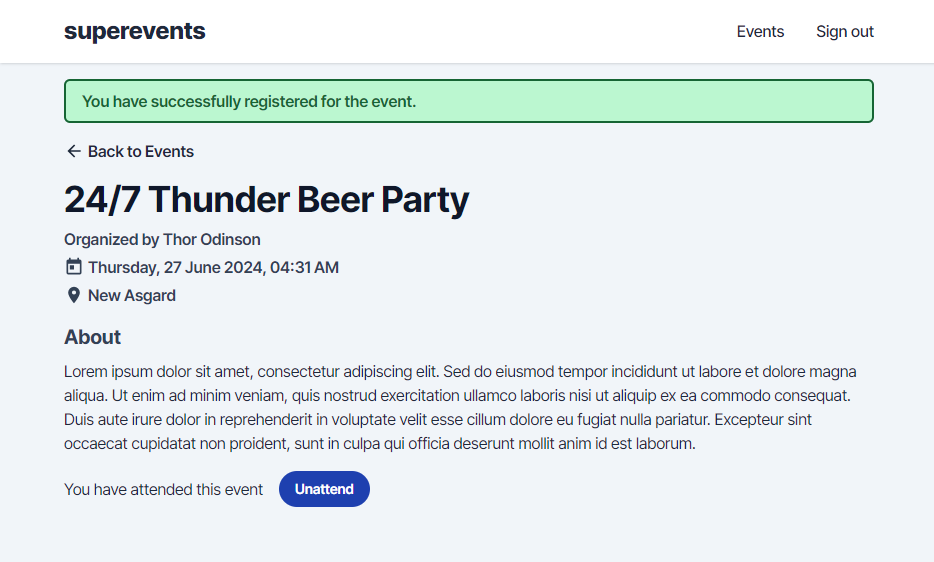 superevents
Events
Sign out
You have successfully registered for the event.
Back to Events
24/7 Thunder Beer Party
Organized by Thor Odinson
Thursday, 27 June 2024, 04:31 AM
New Asgard
About
Lorem ipsum dolor sit amet, consectetur adipiscing elit. Sed do eiusmod tempor incididunt ut labore et dolore magna
aliqua. Ut enim ad minim veniam, quis nostrud exercitation ullamco laboris nisi ut aliquip ex ea commodo consequat.
Duis aute irure dolor in reprehenderit in voluptate velit esse cillum dolore eu fugiat nulla pariatur. Excepteur sint
occaecat cupidatat non proident, sunt in culpa qui officia deserunt mollit anim id est laborum.
You have attended this event
Unattend